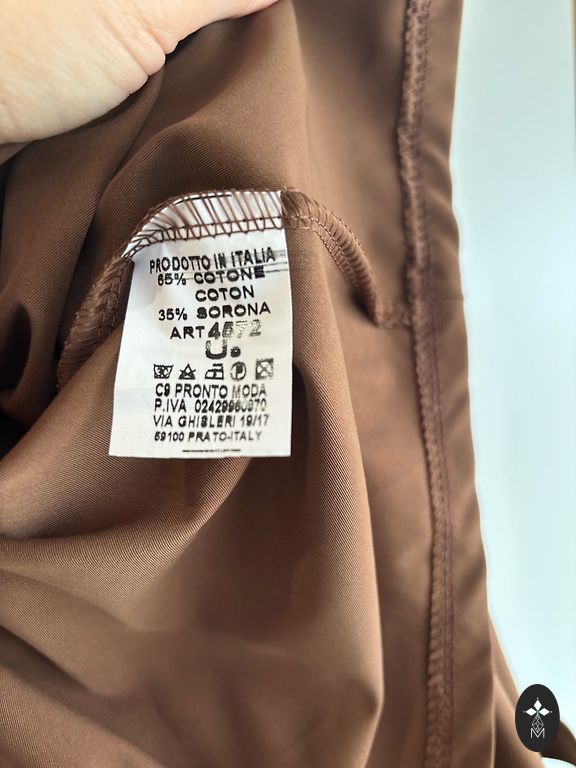 PRODOTTO IN ITALIA
65% COTONE
COTON
35% SORONA
ART 4572
U.
C9 PRONTO MODA
P.IVA
VIA GHISLERI 19/17
59100 PRATO-ITALY
M